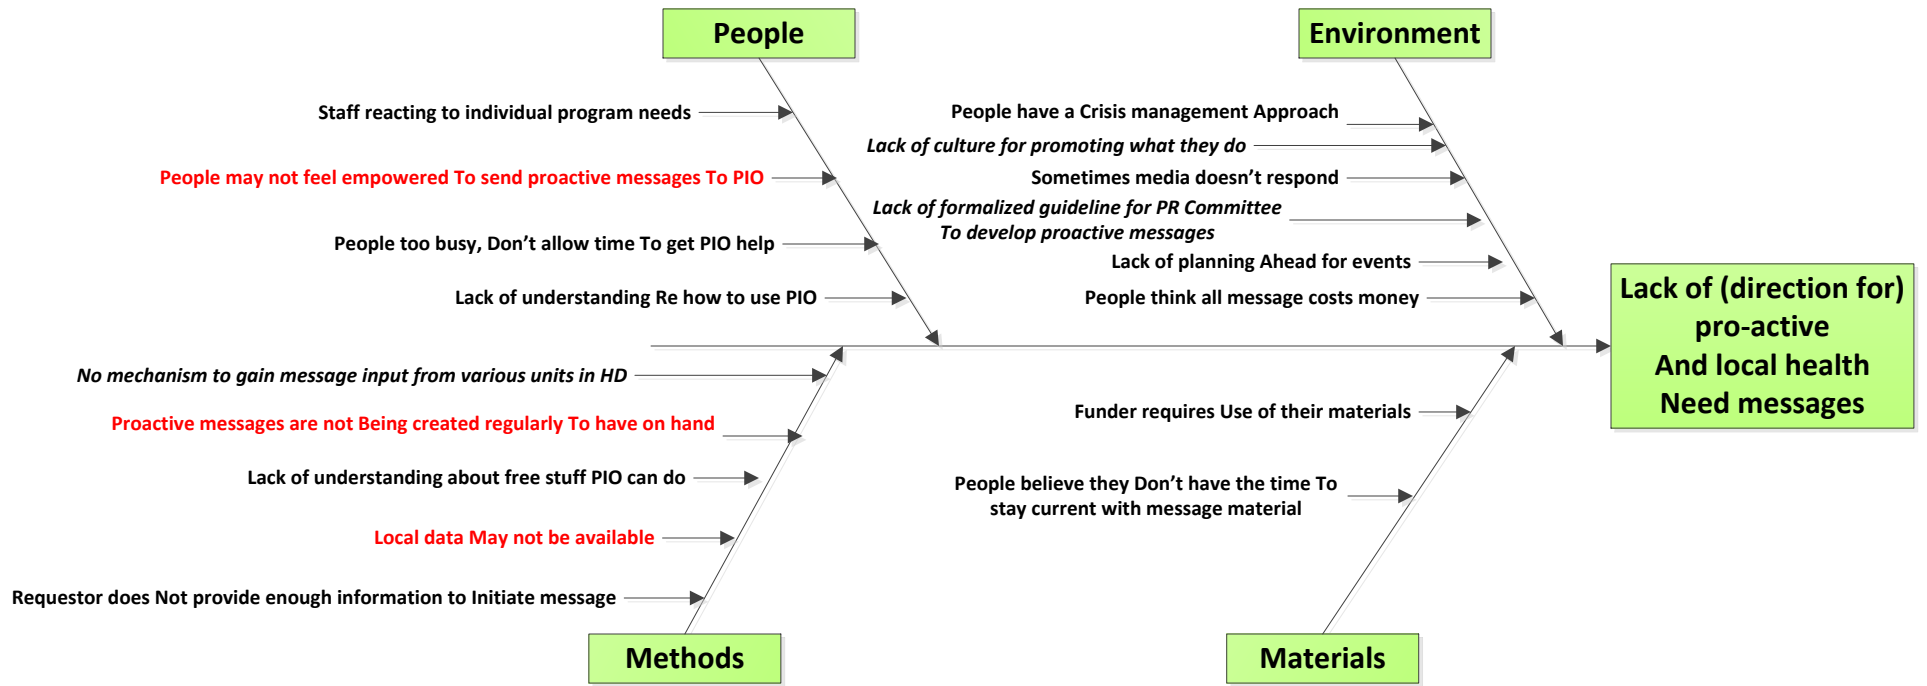 People
Environment
Staff reacting to individual program needs
People may not feel empowered To send proactive messages To PIO
People too busy, Don't allow time To get PIO help
Lack of understanding Re how to use PIO
People have a Crisis management Approach
Lack of culture for promoting what they do
Sometimes media doesn't respond
Lack of formalized guideline for PR Committee
To develop proactive messages
Lack of planning Ahead for events
People think all message costs money
Lack of (direction for)
pro-active
And local health
Need messages
No mechanism to gain message input from various units in HD
Proactive messages are not Being created regularly To have on hand
Lack of understanding about free stuff PIO can do
Local data May not be available
Requestor does Not provide enough information to Initiate message
Funder requires Use of their materials
People believe they Don't have the time To
stay current with message material
Methods
Materials